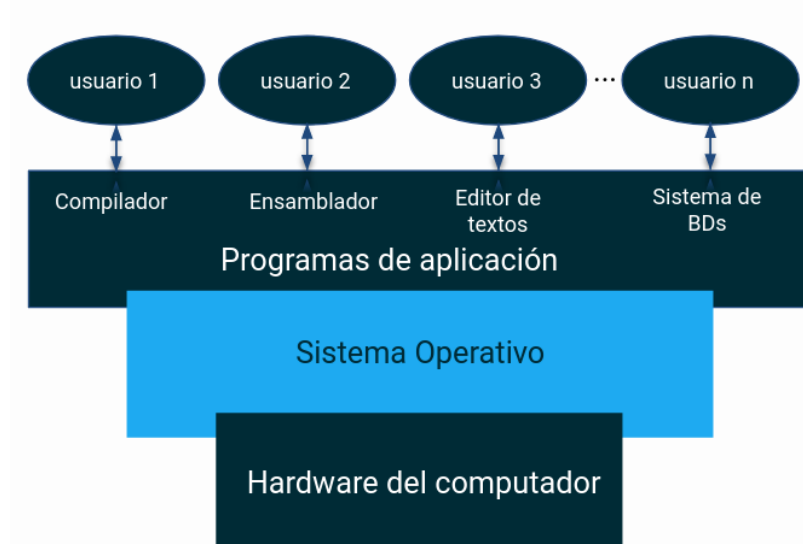 usuario 1
usuario 2
usuario 3
...
usuario n
Compilador
Ensamblador
Editor de
textos
Sistema de
BDs
Programas de aplicación
Sistema Operativo
Hardware del computador